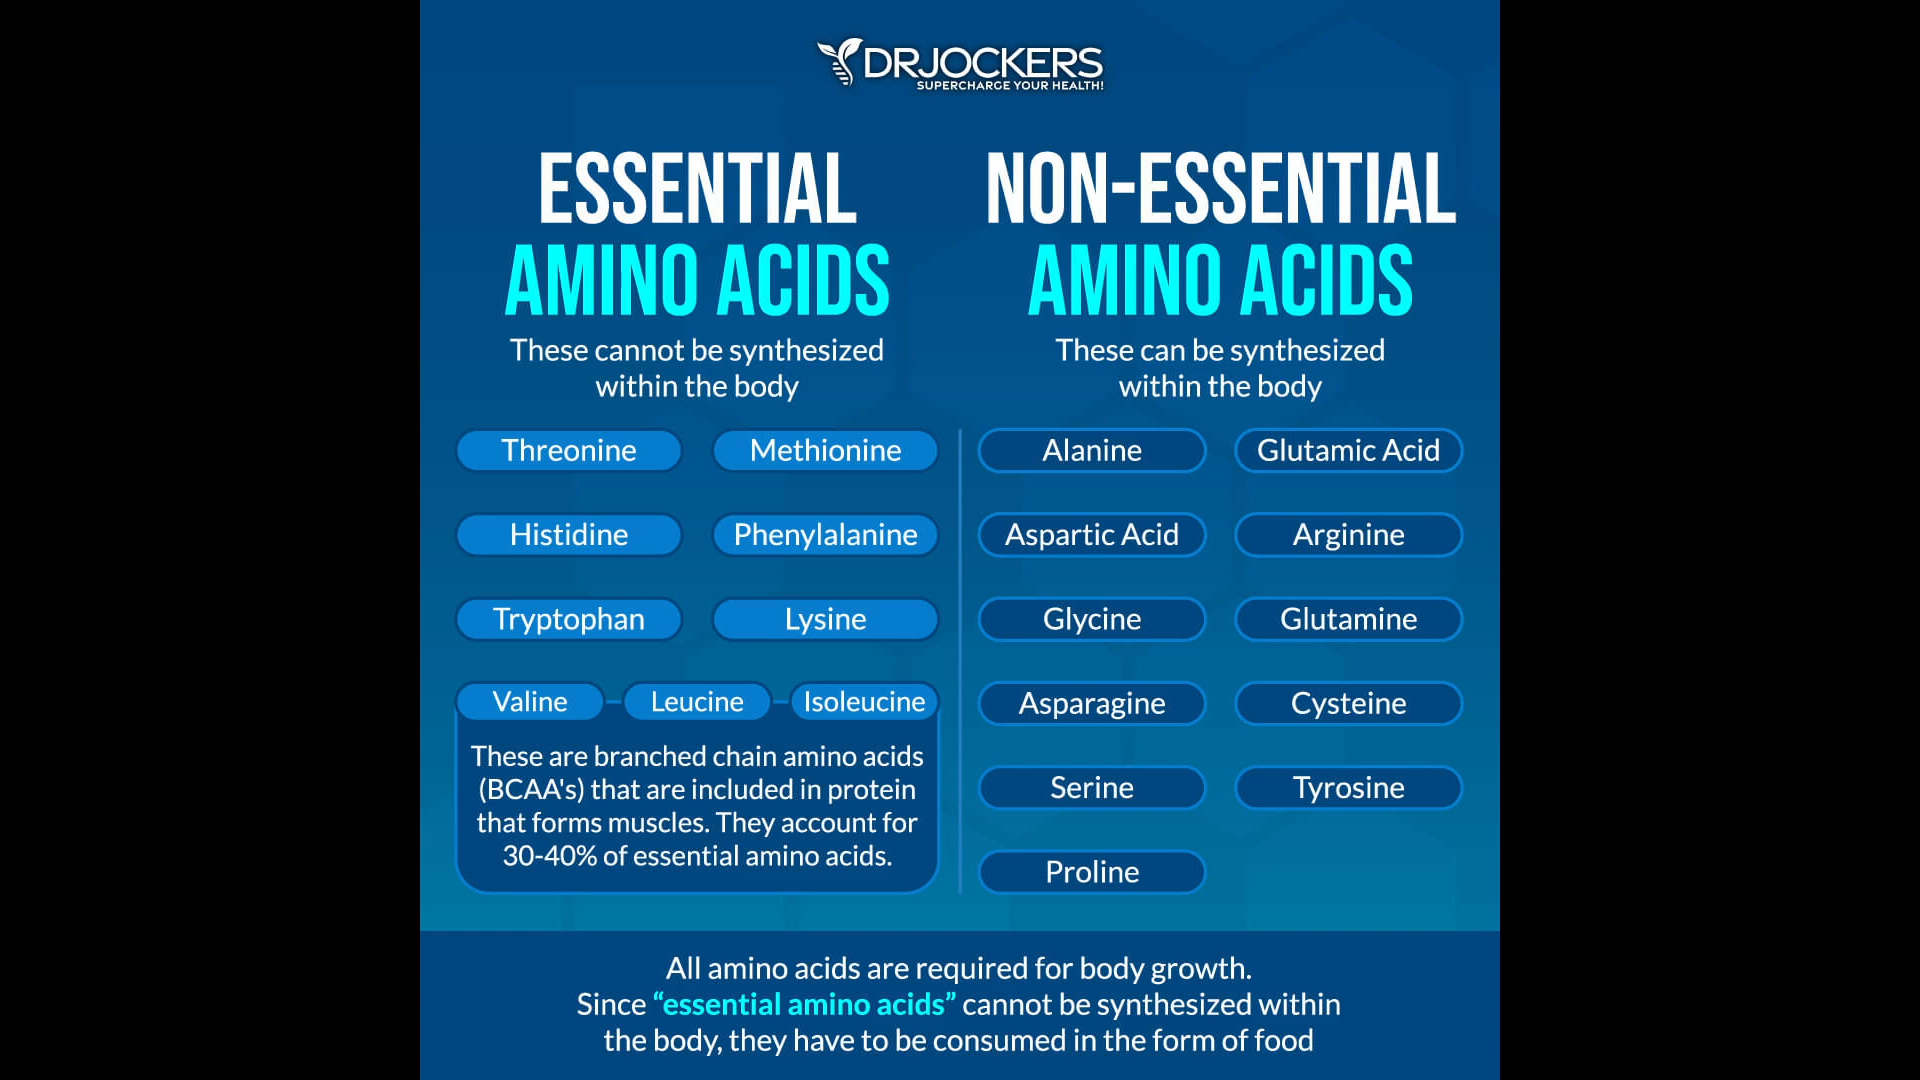 DRJOCKERS
SUPERCHARGE YOUR HEALTH!
ESSENTIAL
AMINO ACIDS
These cannot be synthesized
within the body
Threonine
Methionine
Histidine
Phenylalanine
Tryptophan
Lysine
Valine
Leucine
Isoleucine
These are branched chain amino acids
(BCAA's) that are included in protein
that forms muscles. They account for
30-40% of essential amino acids.
NON-ESSENTIAL
AMINO ACIDS
These can be synthesized
within the body
Alanine
Glutamic Acid
Aspartic Acid
Arginine
Glycine
Glutamine
Asparagine
Cysteine
Serine
Tyrosine
Proline
All amino acids are required for body growth.
Since “essential amino acids” cannot be synthesized within
the body, they have to be consumed in the form of food